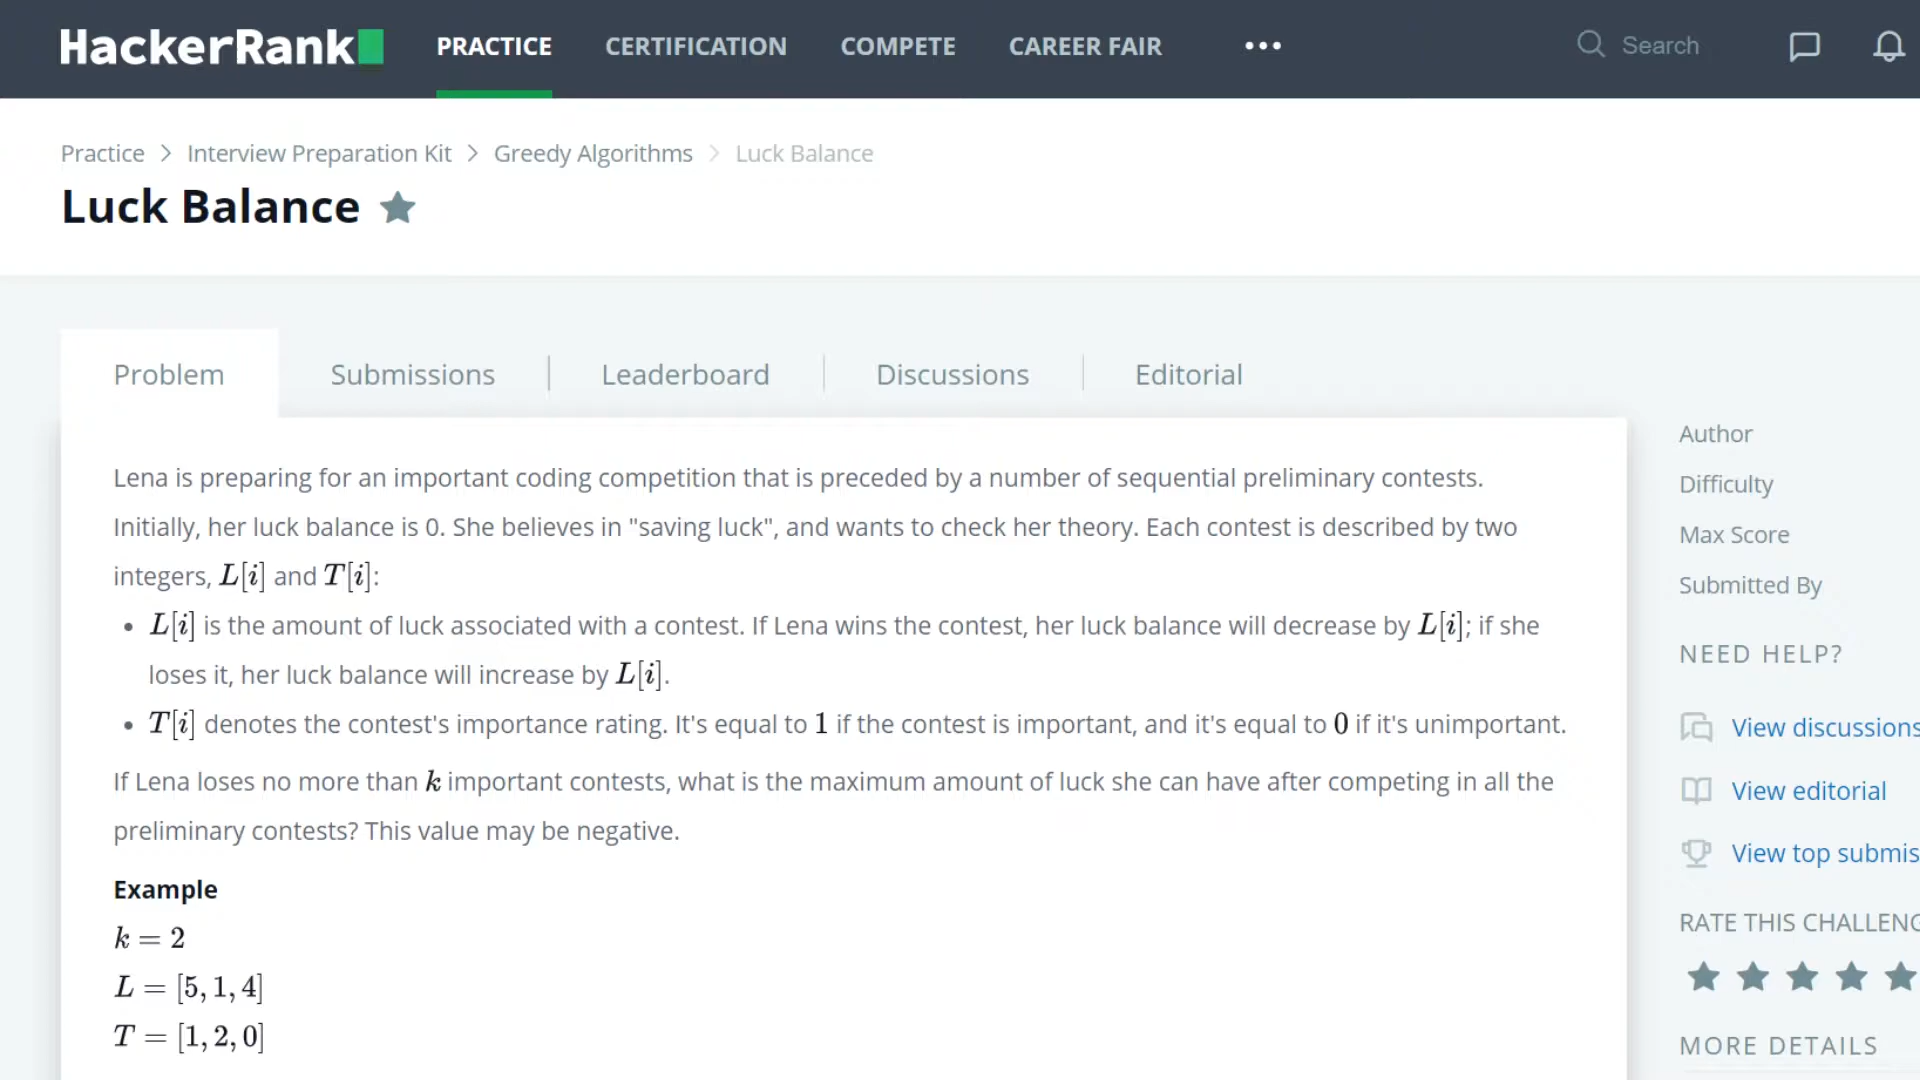 HackerRank
PRACTICE CERTIFICATION COMPETE CAREER FAIR ••• Search
Practice > Interview Preparation Kit > Greedy Algorithms > Luck Balance
Luck Balance
Problem Submissions Leaderboard Discussions Editorial
Lena is preparing for an important coding competition that is preceded by a number of sequential preliminary contests.
Initially, her luck balance is 0. She believes in "saving luck", and wants to check her theory. Each contest is described by two
integers, L[i] and T[i]:
• L[i] is the amount of luck associated with a contest. If Lena wins the contest, her luck balance will decrease by L[i]; if she
loses it, her luck balance will increase by L[i].
• T[i] denotes the contest's importance rating. It's equal to 1 if the contest is important, and it's equal to 0 if it's unimportant.
If Lena loses no more than k important contests, what is the maximum amount of luck she can have after competing in all the
preliminary contests? This value may be negative.
Example
k = 2
L = [5, 1, 4]
T = [1, 2, 0]
Author
Difficulty
Max Score
Submitted By
NEED HELP?
View discussions
View editorial
View top submis
RATE THIS CHALLENG
MORE DETAILS